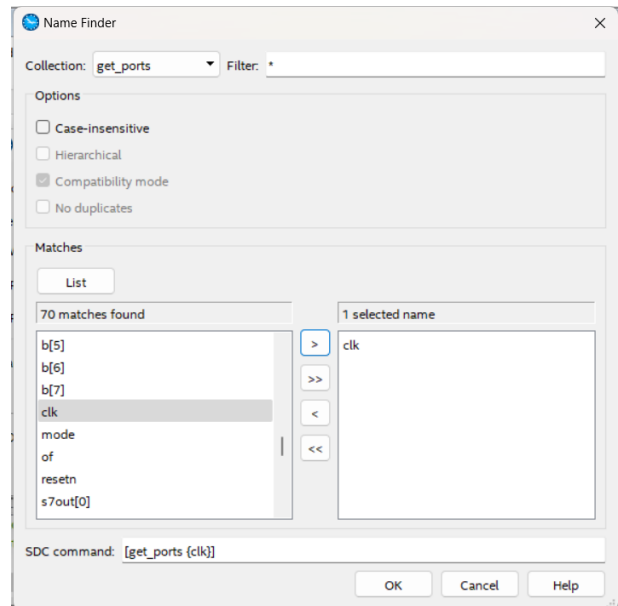 Name Finder
Collection: get_ports Filter: *
Options
Case-insensitive
Hierarchical
Compatibility mode
No duplicates
Matches
List
70 matches found
1 selected name
b[5]
b[6]
b[7]
clk
mode
of
resetn
s7out[0]
>
>>
<
<<
clk
SDC command: [get_ports {clk}]
OK Cancel Help